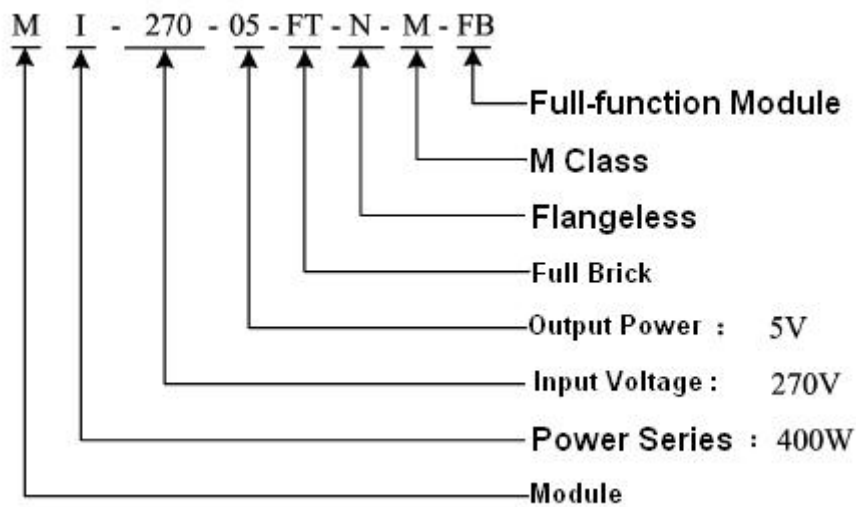 M I - 270 - 05 - FT - N - M - FB
Full-function Module
M Class
Flangeless
Full Brick
Output Power : 5V
Input Voltage : 270V
Power Series : 400W
Module